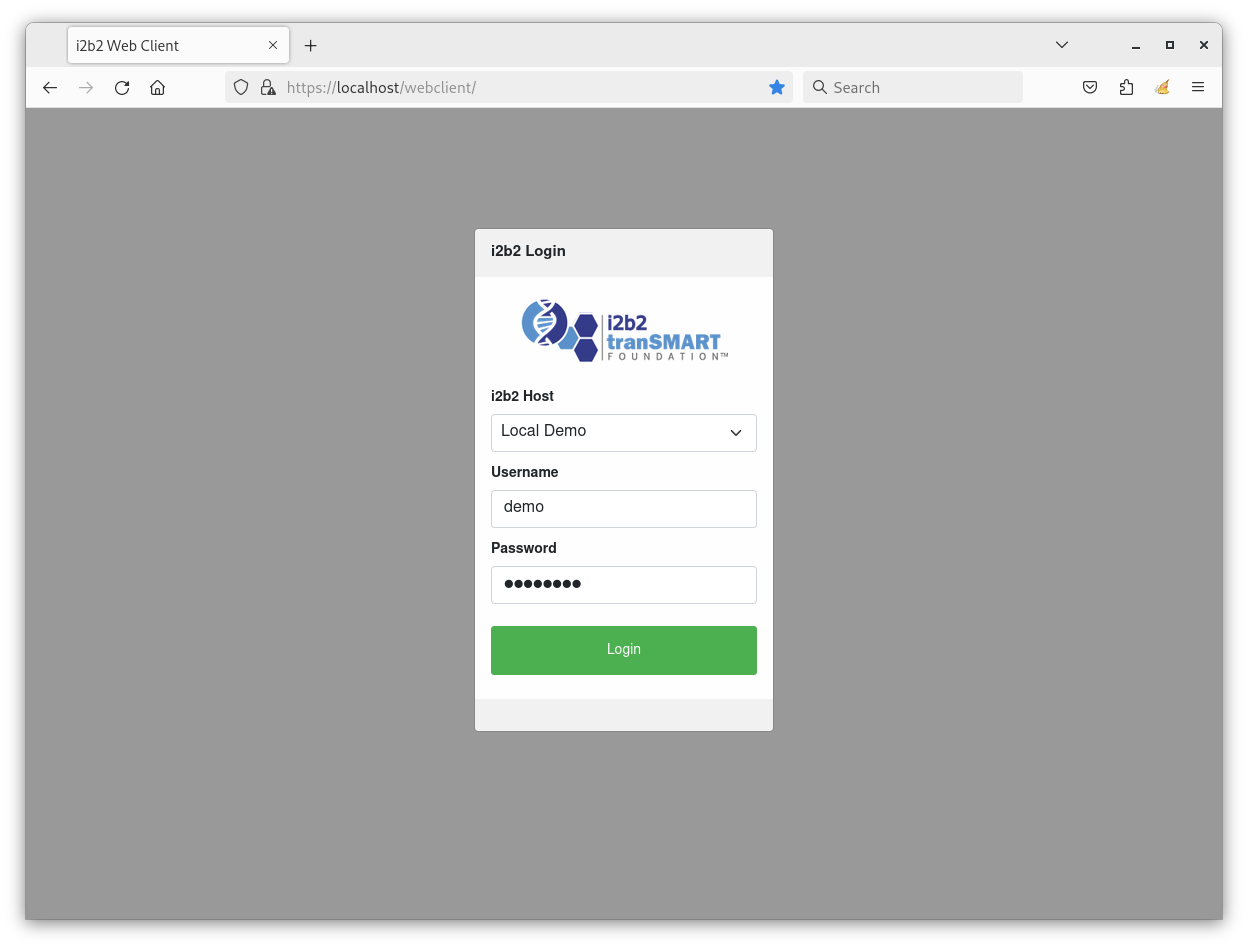 i2b2 Web Client
https://localhost/webclient/
Search
i2b2 Login
i2b2
tranSMART
FOUNDATION™
i2b2 Host
Local Demo
Username
demo
Password
●●●●●●●●
Login